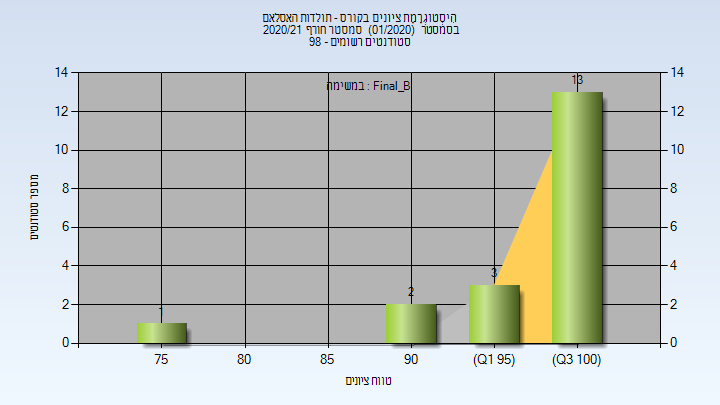 היסטוגרמת ציונים בקורס - תולדות האסלאם
בסמסטר (01/2020) סמסטר חורף 2020/21
סטודנטים רשומים - 98
במשימה : Final_B
מספר סטודנטים
14 14
12 12
10 10
8 8
6 6
4 4
2 2
0 0
1 2 3 13
75 80 85 90 (Q1 95) (Q3 100)
טווח ציונים